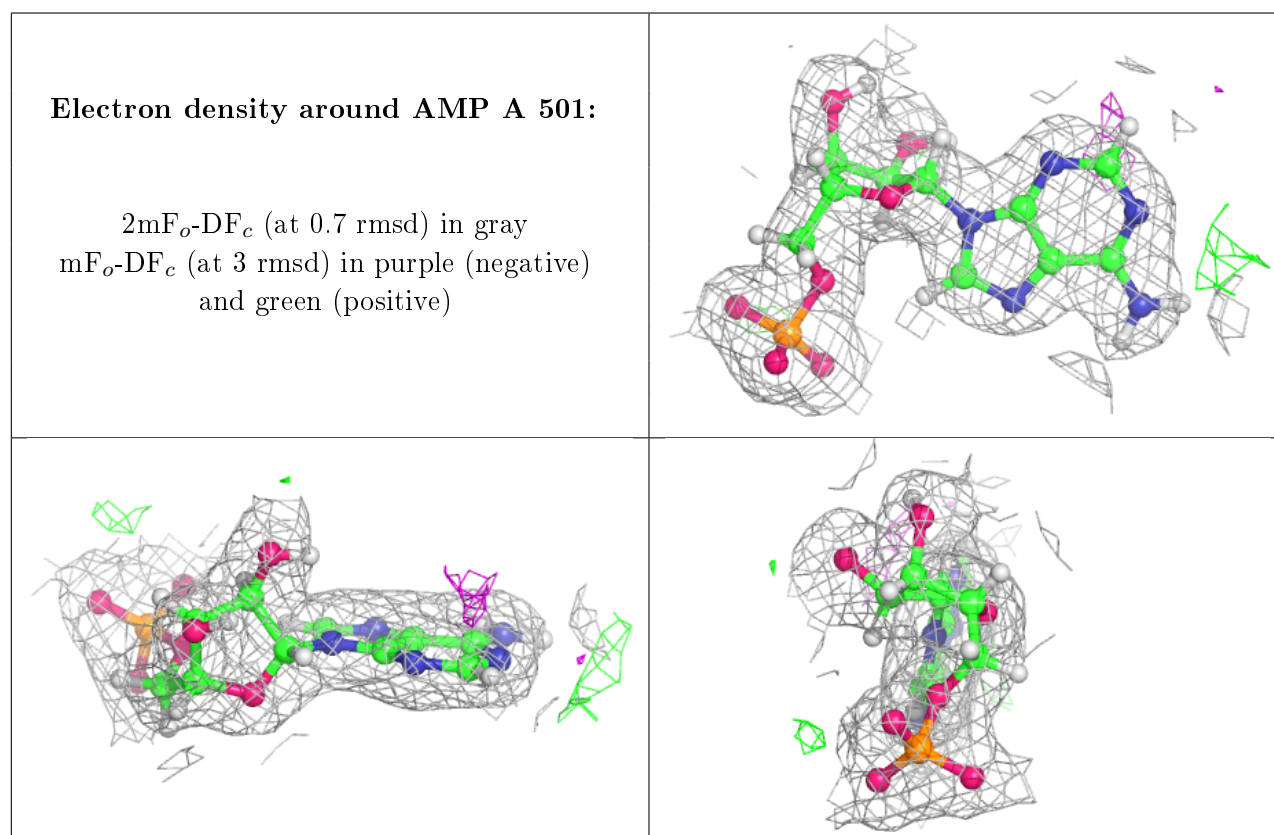 Electron density around AMP A 501:
2mFₒ-DF𝑐 (at 0.7 rmsd) in gray
mFₒ-DF𝑐 (at 3 rmsd) in purple (negative)
and green (positive)